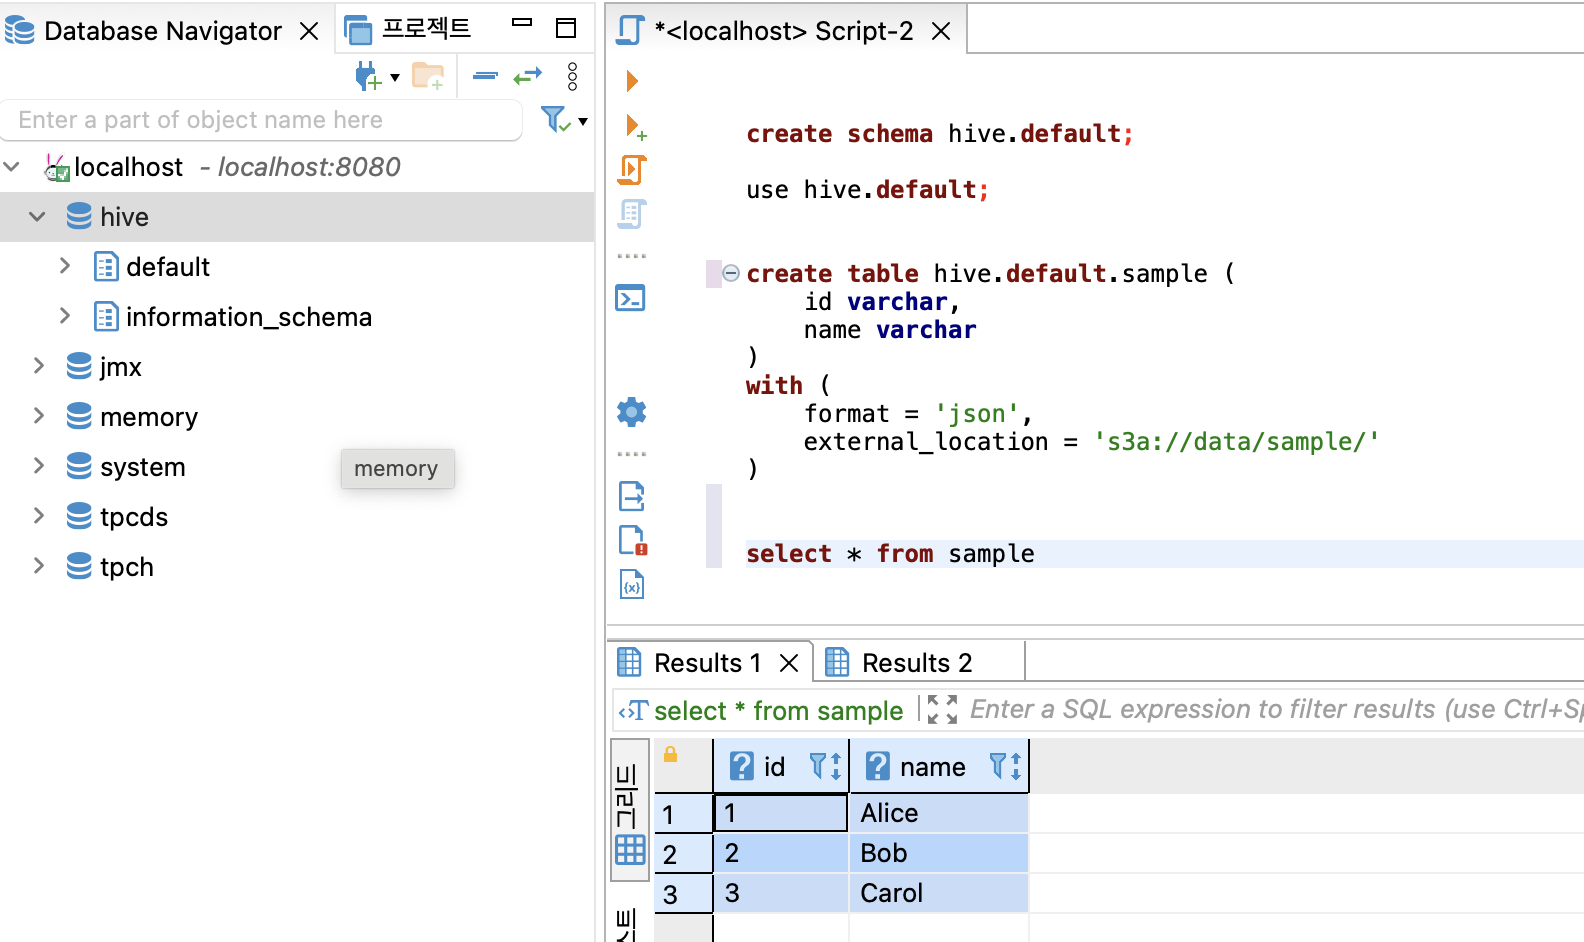 Database Navigator
프로젝트
Enter a part of object name here
localhost - localhost:8080
hive
default
information_schema
jmx
memory
system
memory
tpcds
tpch
*<localhost> Script-2
create schema hive.default;
use hive.default;
create table hive.default.sample (
id varchar,
name varchar
)
with (
format = 'json',
external_location = 's3a://data/sample/'
)
select * from sample
Results 1
Results 2
select * from sample
Enter a SQL expression to filter results (use Ctrl+Sp
그리드
id name
1 1 Alice
2 2 Bob
3 3 Carol